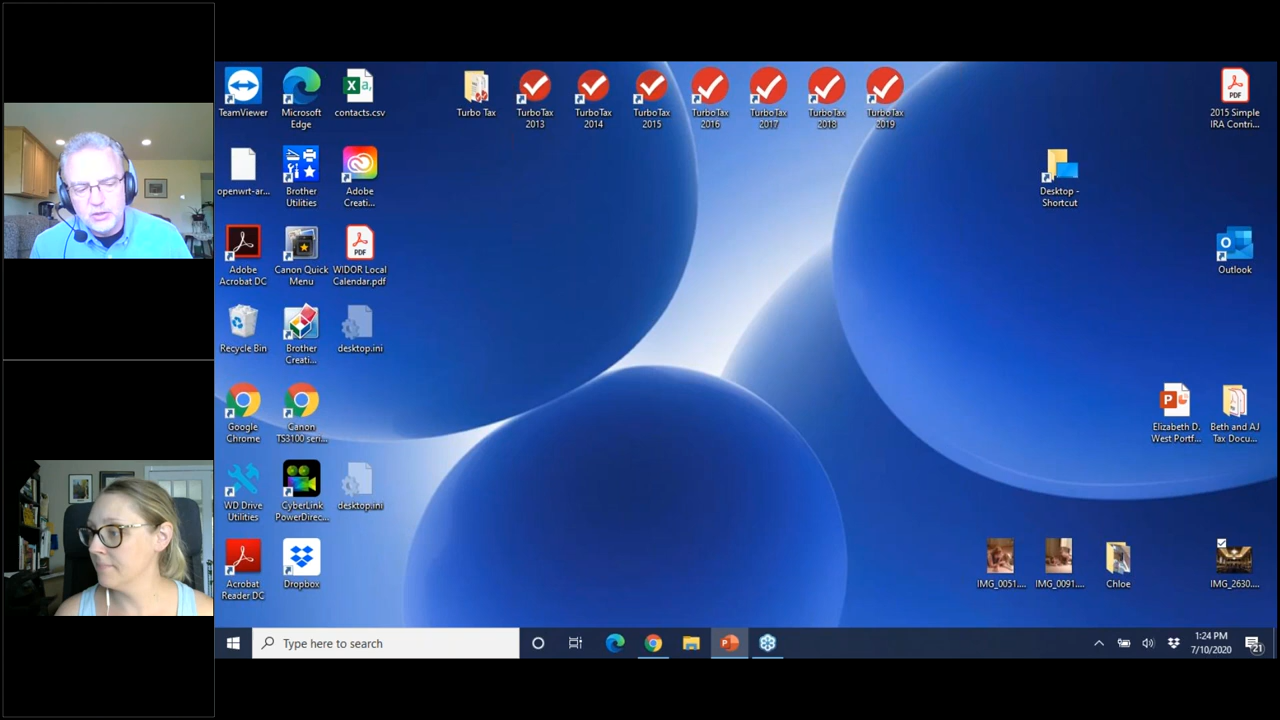 TeamViewer
Microsoft
Edge
contacts.csv
Turbo Tax
TurboTax
2013
TurboTax
2014
TurboTax
2015
TurboTax
2016
TurboTax
2017
TurboTax
2018
TurboTax
2019
PDF
2015 Simple
IRA Contri...
openwrt-ar...
Brother
Utilities
Adobe
Creati...
Desktop -
Shortcut
Adobe
Acrobat DC
Canon Quick
Menu
PDF
WIDOR Local
Calendar.pdf
Outlook
Recycle Bin
Brother
Creati...
desktop.ini
Google
Chrome
Canon
TS3100 seri...
Elizabeth D.
West Portf...
Beth and AJ
Tax Docu...
WD Drive
Utilities
CyberLink
PowerDirec...
desktop.ini
Acrobat
Reader DC
Dropbox
IMG_0051....
IMG_0091....
Chloe
IMG_2630....
Type here to search
1:24 PM
7/10/2020
21